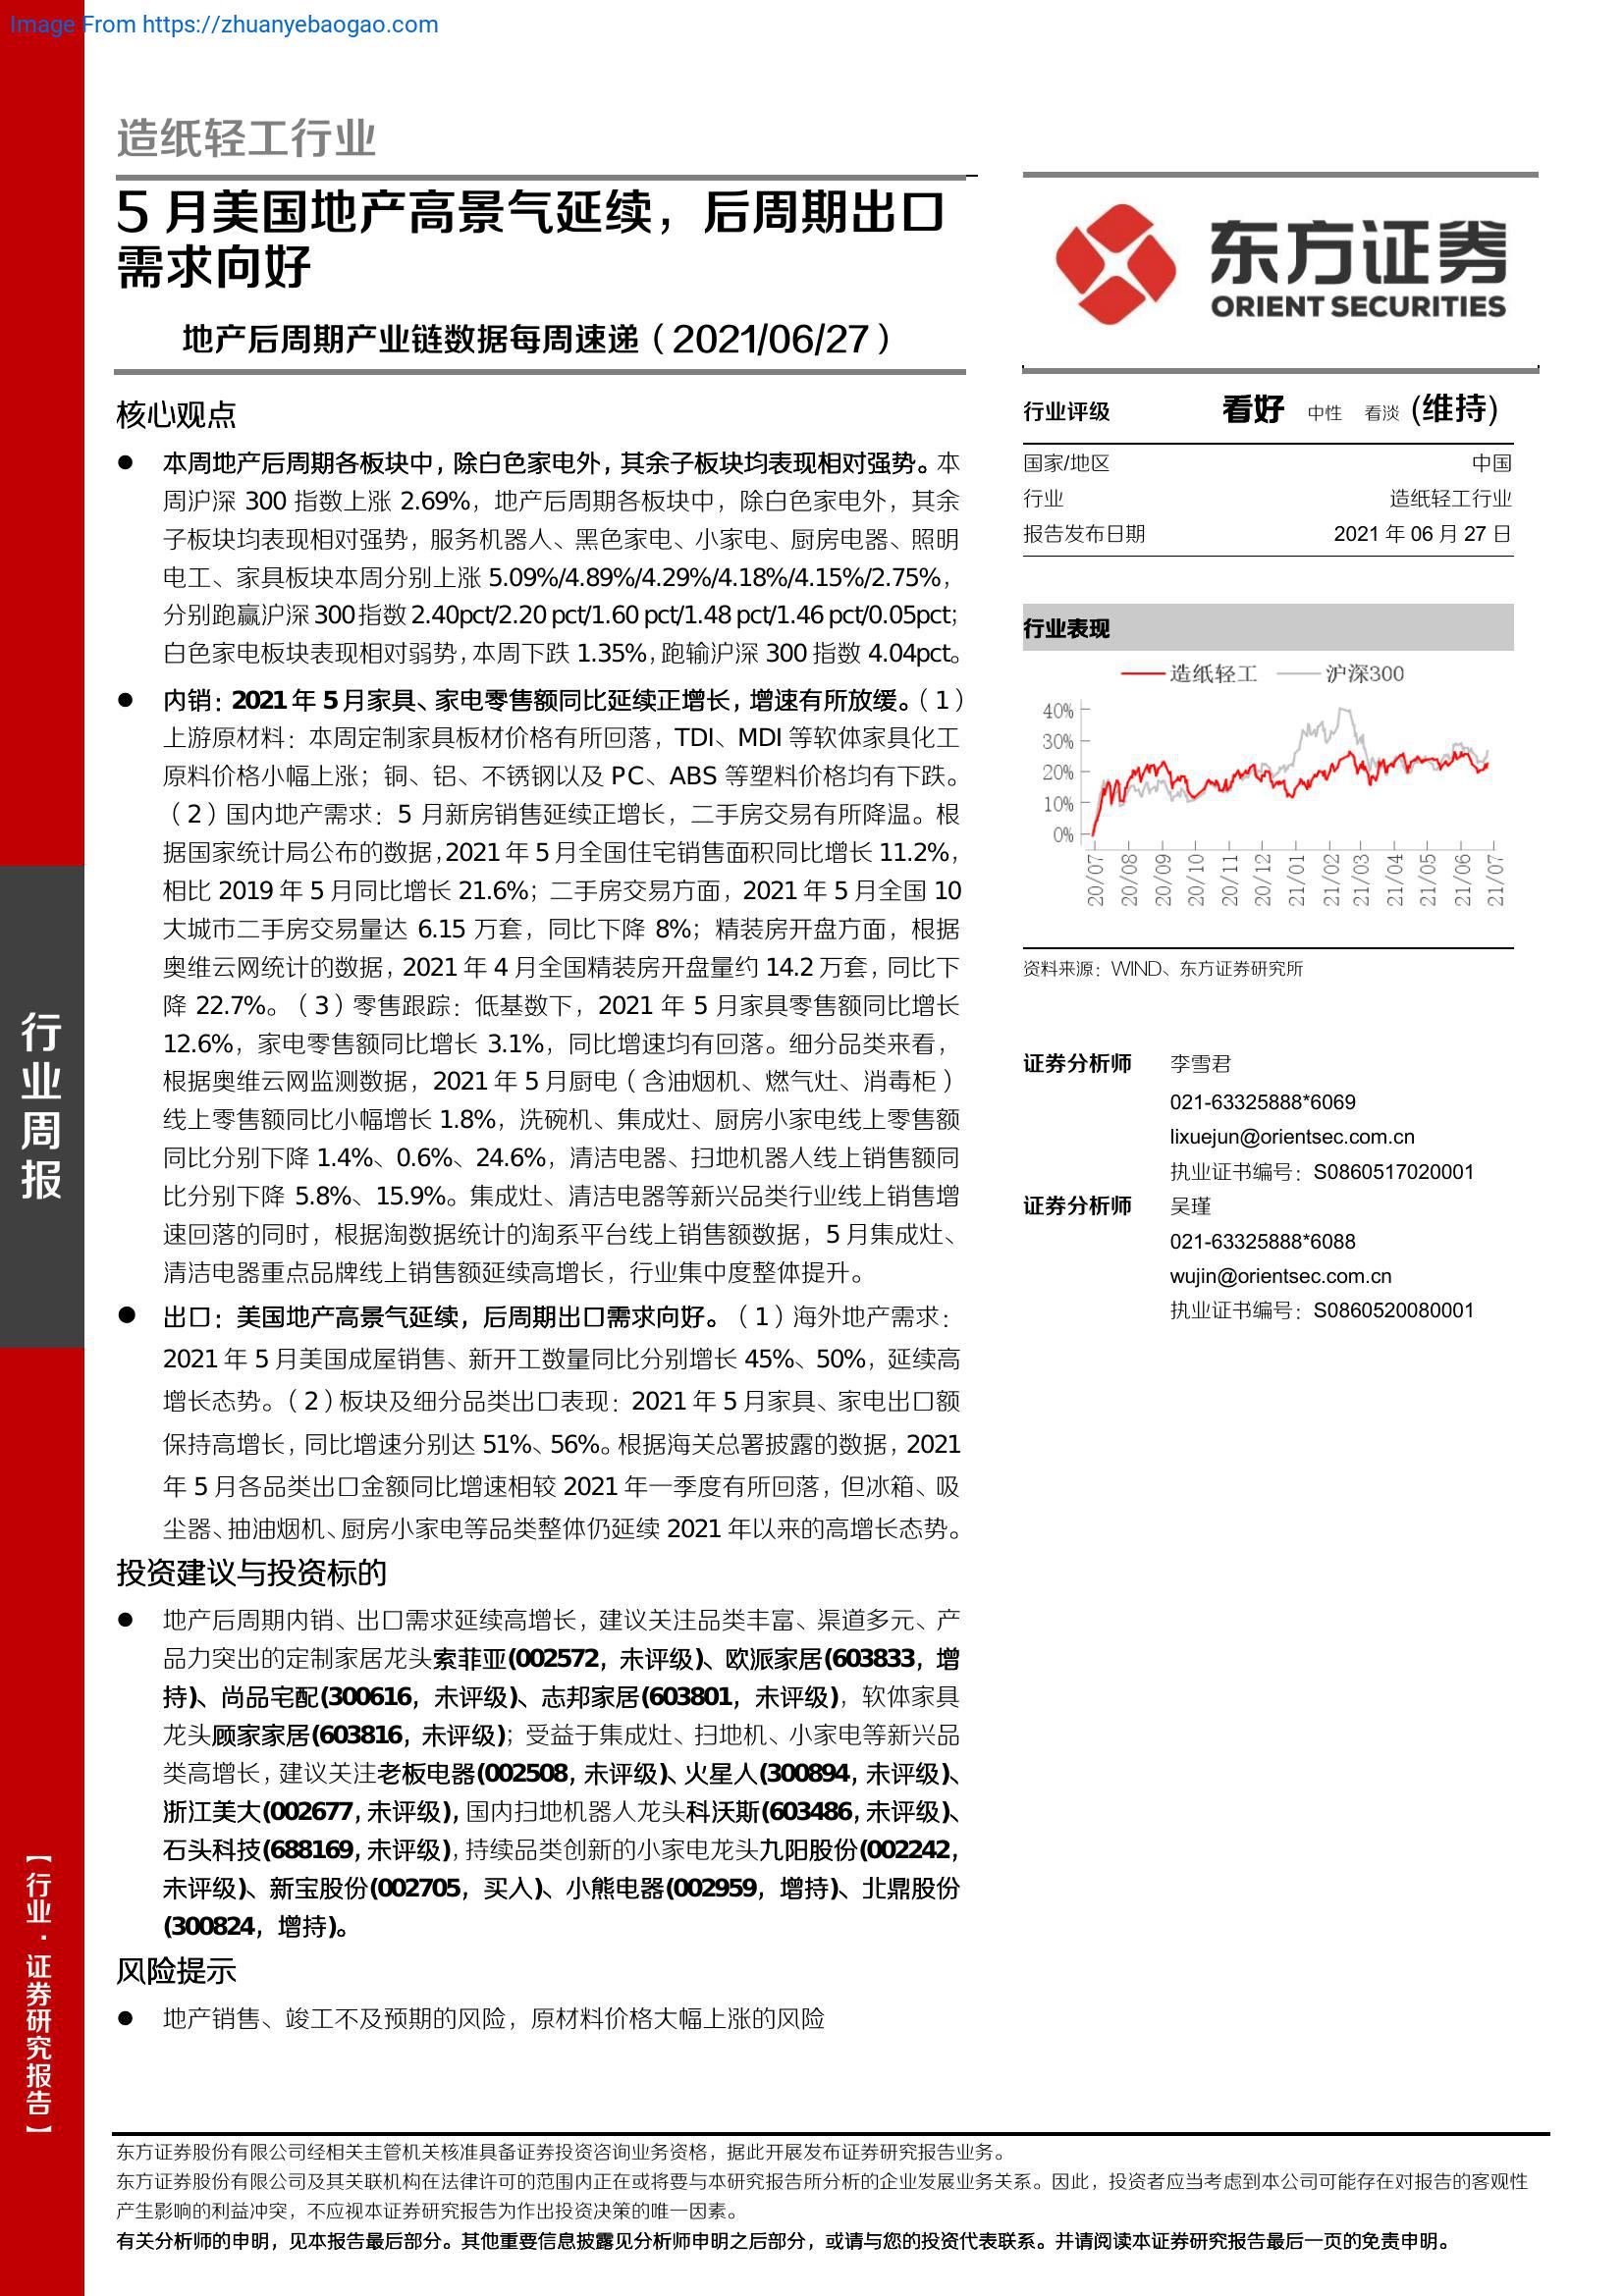 Image From https://zhuanyebaogao.com
造纸轻工行业
5 月美国地产高景气延续，后周期出口
需求向好
地产后周期产业链数据每周速递（2021/06/27）
核心观点
● 本周地产后周期各板块中，除白色家电外，其余子板块均表现相对强势。本
周沪深 300 指数上涨 2.69%，地产后周期各板块中，除白色家电外，其余
子板块均表现相对强势，服务机器人、黑色家电、小家电、厨房电器、照明
电工、家具板块本周分别上涨 5.09%/4.89%/4.29%/4.18%/4.15%/2.75%，
分别跑赢沪深 300 指数 2.40pct/2.20 pct/1.60 pct/1.48 pct/1.46 pct/0.05pct；
白色家电板块表现相对弱势，本周下跌 1.35%，跑输沪深 300 指数 4.04pct。
● 内销：2021 年 5 月家具、家电零售额同比延续正增长，增速有所放缓。（1）
上游原材料：本周定制家具板材价格有所回落，TDI、MDI 等软体家具化工
原料价格小幅上涨；铜、铝、不锈钢以及 PC、ABS 等塑料价格均有下跌。
（2）国内地产需求：5 月新房销售延续正增长，二手房交易有所降温。根
据国家统计局公布的数据，2021 年 5 月全国住宅销售面积同比增长 11.2%，
相比 2019 年 5 月同比增长 21.6%；二手房交易方面，2021 年 5 月全国 10
大城市二手房交易量达 6.15 万套，同比下降 8%；精装房开盘方面，根据
奥维云网统计的数据，2021 年 4 月全国精装房开盘量约 14.2 万套，同比下
降 22.7%。（3）零售跟踪：低基数下，2021 年 5 月家具零售额同比增长
12.6%，家电零售额同比增长 3.1%，同比增速均有回落。细分品类来看，
根据奥维云网监测数据，2021 年 5 月厨电（含油烟机、燃气灶、消毒柜）
线上零售额同比小幅增长 1.8%，洗碗机、集成灶、厨房小家电线上零售额
同比分别下降 1.4%、0.6%、24.6%，清洁电器、扫地机器人线上销售额同
比分别下降 5.8%、15.9%。集成灶、清洁电器等新兴品类行业线上销售增
速回落的同时，根据淘数据统计的淘系平台线上销售额数据，5 月集成灶、
清洁电器重点品牌线上销售额延续高增长，行业集中度整体提升。
● 出口：美国地产高景气延续，后周期出口需求向好。（1）海外地产需求：
2021 年 5 月美国成屋销售、新开工数量同比分别增长 45%、50%，延续高
增长态势。（2）板块及细分品类出口表现：2021 年 5 月家具、家电出口额
保持高增长，同比增速分别达 51%、56%。根据海关总署披露的数据，2021
年 5 月各品类出口金额同比增速相较 2021 年一季度有所回落，但冰箱、吸
尘器、抽油烟机、厨房小家电等品类整体仍延续 2021 年以来的高增长态势。
投资建议与投资标的
● 地产后周期内销、出口需求延续高增长，建议关注品类丰富、渠道多元、产
品力突出的定制家居龙头索菲亚(002572，未评级)、欧派家居(603833，增
持)、尚品宅配(300616，未评级)、志邦家居(603801，未评级)，软体家具
龙头顾家家居(603816，未评级)；受益于集成灶、扫地机、小家电等新兴品
类高增长，建议关注老板电器(002508，未评级)、火星人(300894，未评级)、
浙江美大(002677，未评级)，国内扫地机器人龙头科沃斯(603486，未评级)、
石头科技(688169，未评级)，持续品类创新的小家电龙头九阳股份(002242，
未评级)、新宝股份(002705，买入)、小熊电器(002959，增持)、北鼎股份
(300824，增持)。
风险提示
● 地产销售、竣工不及预期的风险，原材料价格大幅上涨的风险
东方证券
ORIENT SECURITIES
行业评级 看好 中性 看淡 (维持)
国家/地区 中国
行业 造纸轻工行业
报告发布日期 2021 年 06 月 27 日
行业表现
造纸轻工 沪深300
40%
30%
20%
10%
0%
20/07 20/08 20/09 20/10 20/11 20/12 21/01 21/02 21/03 21/04 21/05 21/06 21/07
资料来源：WIND、东方证券研究所
证券分析师 李雪君
021-63325888*6069
lixuejun@orientsec.com.cn
执业证书编号：S0860517020001
证券分析师 吴瑾
021-63325888*6088
wujin@orientsec.com.cn
执业证书编号：S0860520080001
行业周报
【行业·证券研究报告】
东方证券股份有限公司经相关主管机关核准具备证券投资咨询业务资格，据此开展发布证券研究报告业务。
东方证券股份有限公司及其关联机构在法律许可的范围内正在或将要与本研究报告所分析的企业发展业务关系。因此，投资者应当考虑到本公司可能存在对报告的客观性
产生影响的利益冲突，不应视本证券研究报告为作出投资决策的唯一因素。
有关分析师的申明，见本报告最后部分。其他重要信息披露见分析师申明之后部分，或请与您的投资代表联系。并请阅读本证券研究报告最后一页的免责申明。